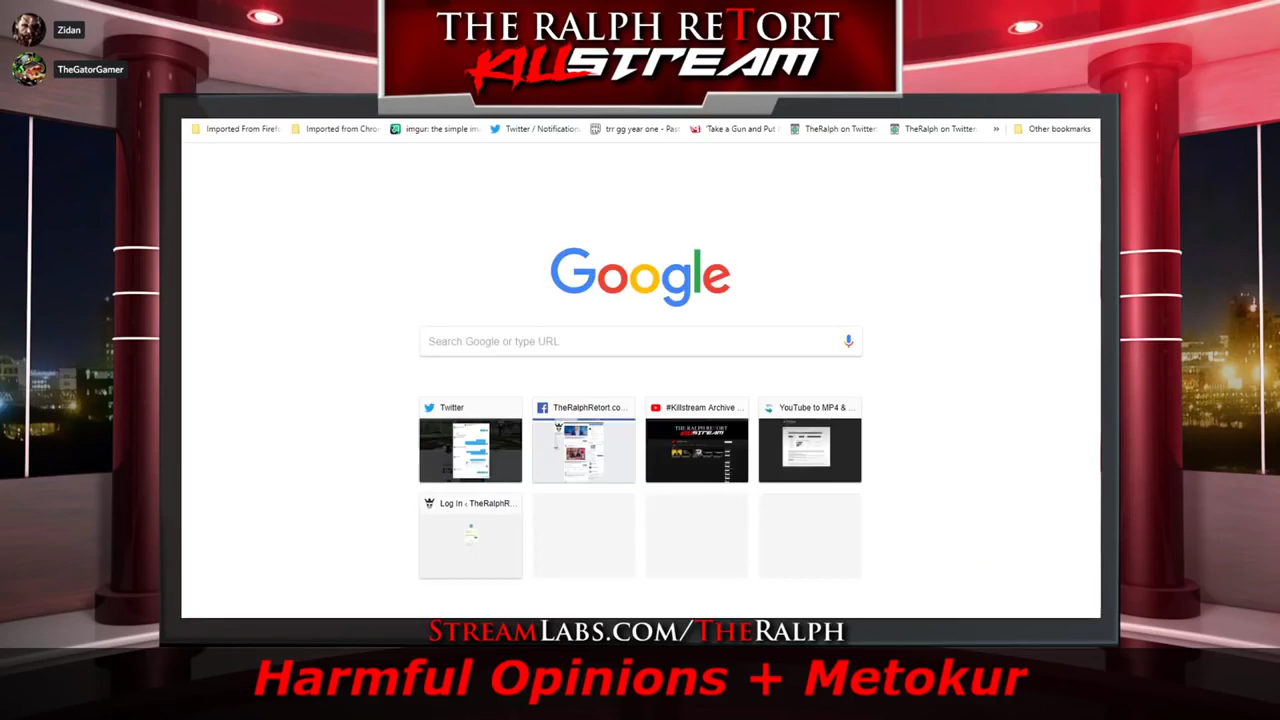 Zidan
TheGatorGamer
THE RALPH RETORT
KILLSTREAM
Imported From Firef
Imported from Chro
imgur: the simple im
Twitter / Notification
trr gg year one - Pas
'Take a Gun and Put
TheRalph on Twitter:
TheRalph on Twitter:
»
Other bookmarks
Google
Search Google or type URL
Twitter
TheRalphRetort.co...
#Killstream Archive ...
YouTube to MP4 & ...
Log In ‹ TheRalphR...
STREAMLABS.COM/THERALPH
Harmful Opinions + Metokur